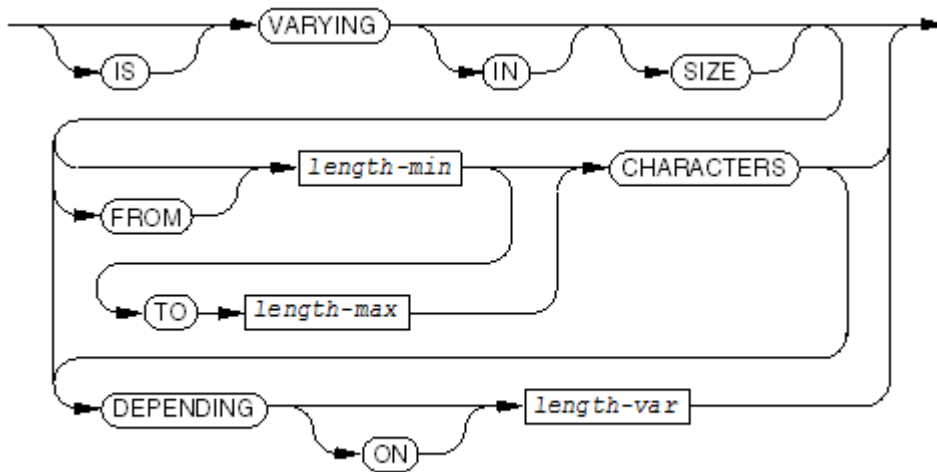 VARYING
IS
IN
SIZE
length-min
CHARACTERS
FROM
TO
length-max
DEPENDING
length-var
ON